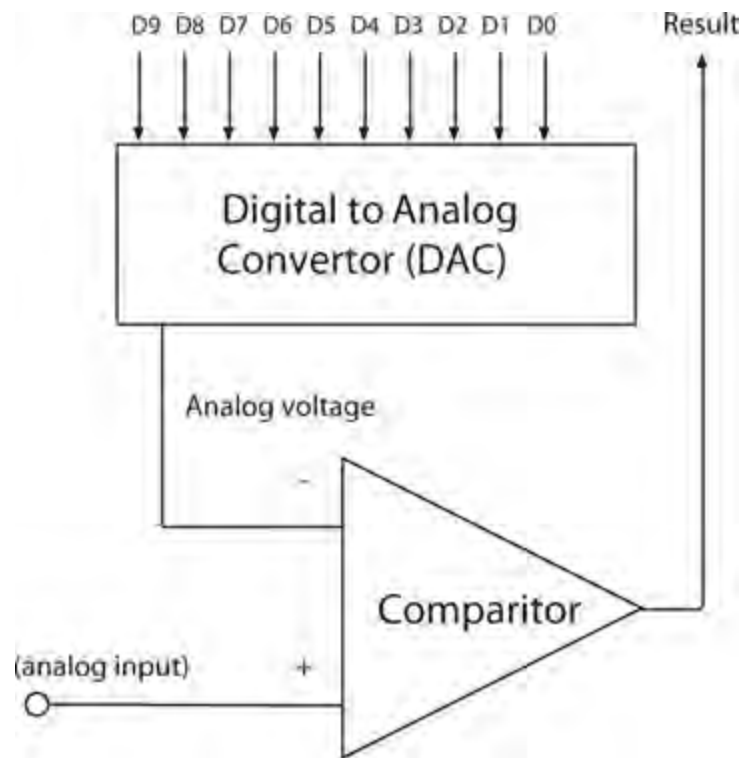 D9 D8 D7 D6 D5 D4 D3 D2 D1 D0 Result
Digital to Analog
Convertor (DAC)
Analog voltage
-
Comparitor
(analog input) +